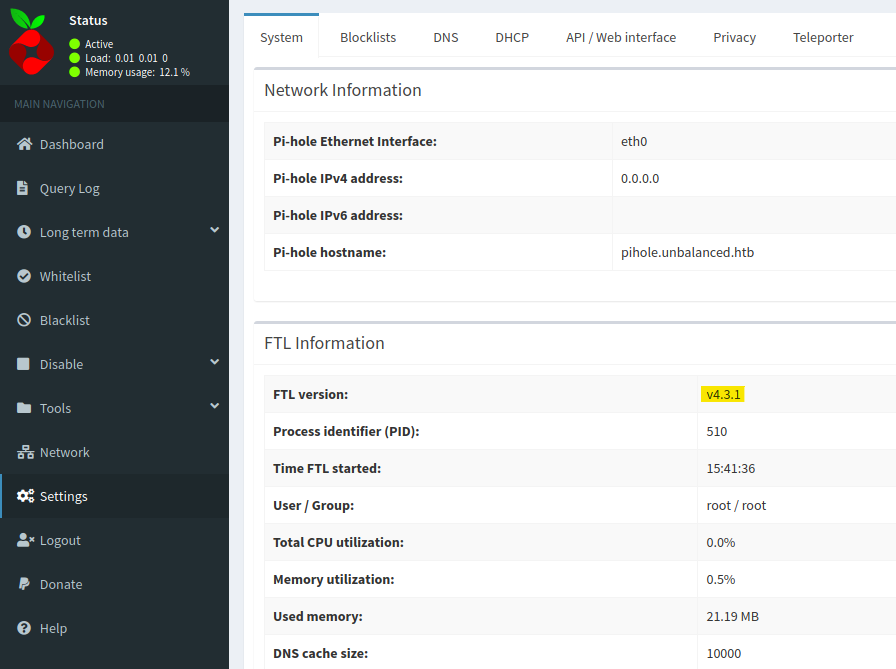 Status
Active
Load: 0.01 0.01 0
Memory usage: 12.1 %
MAIN NAVIGATION
Dashboard
Query Log
Long term data
Whitelist
Blacklist
Disable
Tools
Network
Settings
Logout
Donate
Help
System Blocklists DNS DHCP API / Web interface Privacy Teleporter
Network Information
Pi-hole Ethernet Interface: eth0
Pi-hole IPv4 address: 0.0.0.0
Pi-hole IPv6 address:
Pi-hole hostname: pihole.unbalanced.htb
FTL Information
FTL version: v4.3.1
Process identifier (PID): 510
Time FTL started: 15:41:36
User / Group: root / root
Total CPU utilization: 0.0%
Memory utilization: 0.5%
Used memory: 21.19 MB
DNS cache size: 10000